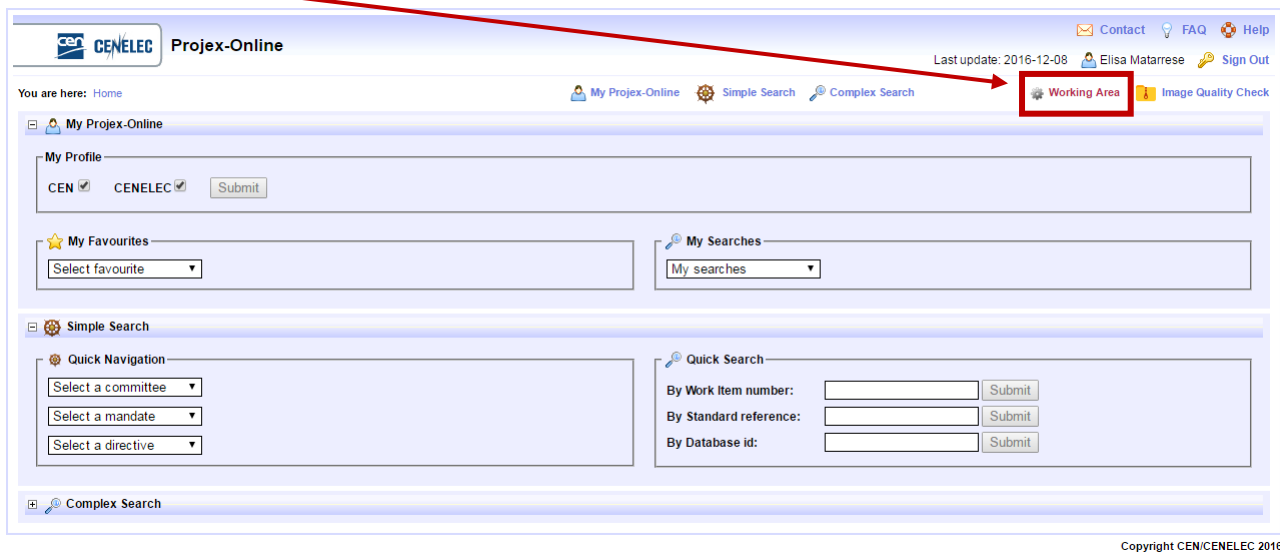 Contact FAQ Help
cen CENELEC Projex-Online
Last update: 2016-12-08 Elisa Matarrese Sign Out
You are here: Home My Projex-Online Simple Search Complex Search Working Area Image Quality Check
My Projex-Online
My Profile
CEN CENELEC Submit
My Favourites My Searches
Select favourite My searches
Simple Search
Quick Navigation Quick Search
Select a committee By Work Item number: Submit
Select a mandate By Standard reference: Submit
Select a directive By Database id: Submit
Complex Search
Copyright CEN/CENELEC 2016